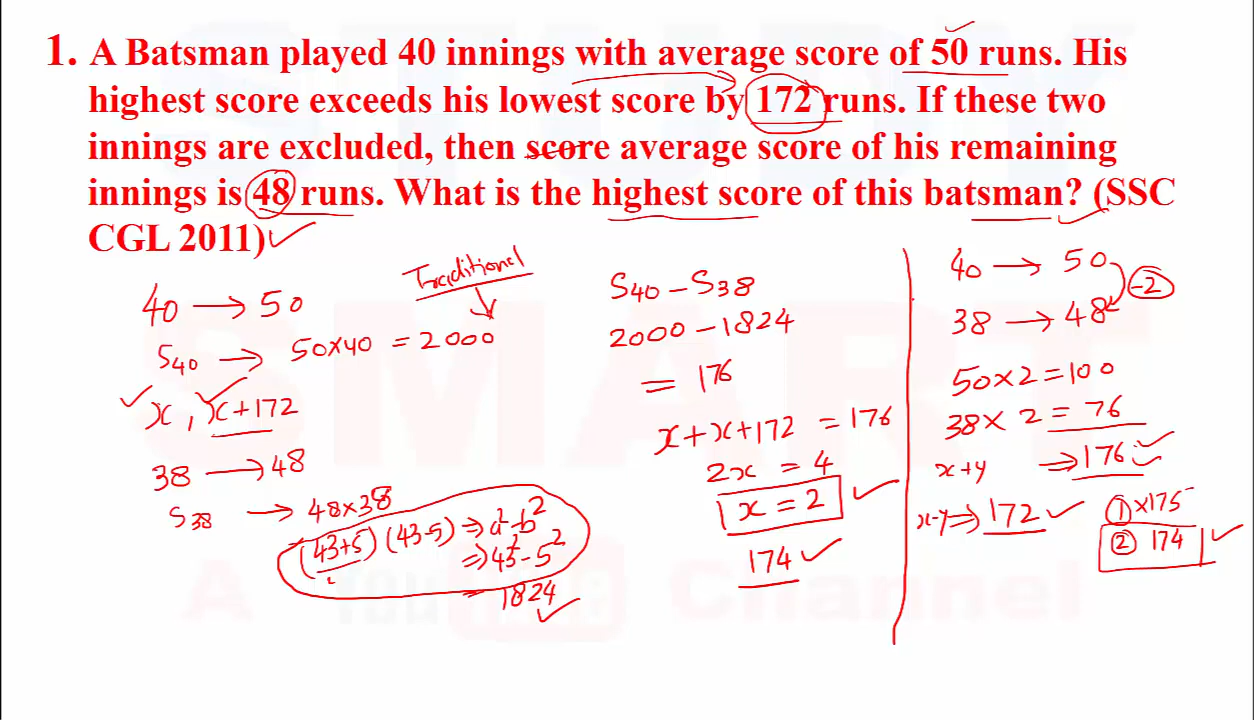 1. A Batsman played 40 innings with average score of 50 runs. His
highest score exceeds his lowest score by 172 runs. If these two
innings are excluded, then score average score of his remaining
innings is 48 runs. What is the highest score of this batsman? (SSC
CGL 2011)
Traditional
40 → 50
S40 → 50×40 = 2000
x, x+172
38 → 48
S38 → 48×38
= (43+5) (43-5) ⇒ a²-b²
⇒ 43²-5²
= 1824
S40 - S38
2000 - 1824
= 176
x+x+172 = 176
2x = 4
x = 2
174
40 → 50
-2
38 → 48
50×2=100
38× 2 = 76
x+y ⇒ 176
x-y ⇒ 172
① ×175
② 174
SMART
A YouTube Channel